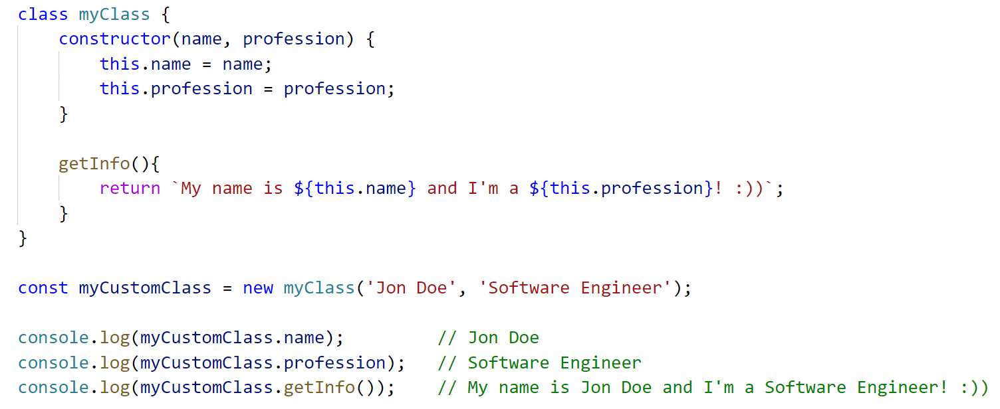 class myClass {
    constructor(name, profession) {
        this.name = name;
        this.profession = profession;
    }

    getInfo(){
        return `My name is ${this.name} and I'm a ${this.profession}! :))`;
    }
}

const myCustomClass = new myClass('Jon Doe', 'Software Engineer');

console.log(myCustomClass.name);         // Jon Doe
console.log(myCustomClass.profession);   // Software Engineer
console.log(myCustomClass.getInfo());    // My name is Jon Doe and I'm a Software Engineer! :))